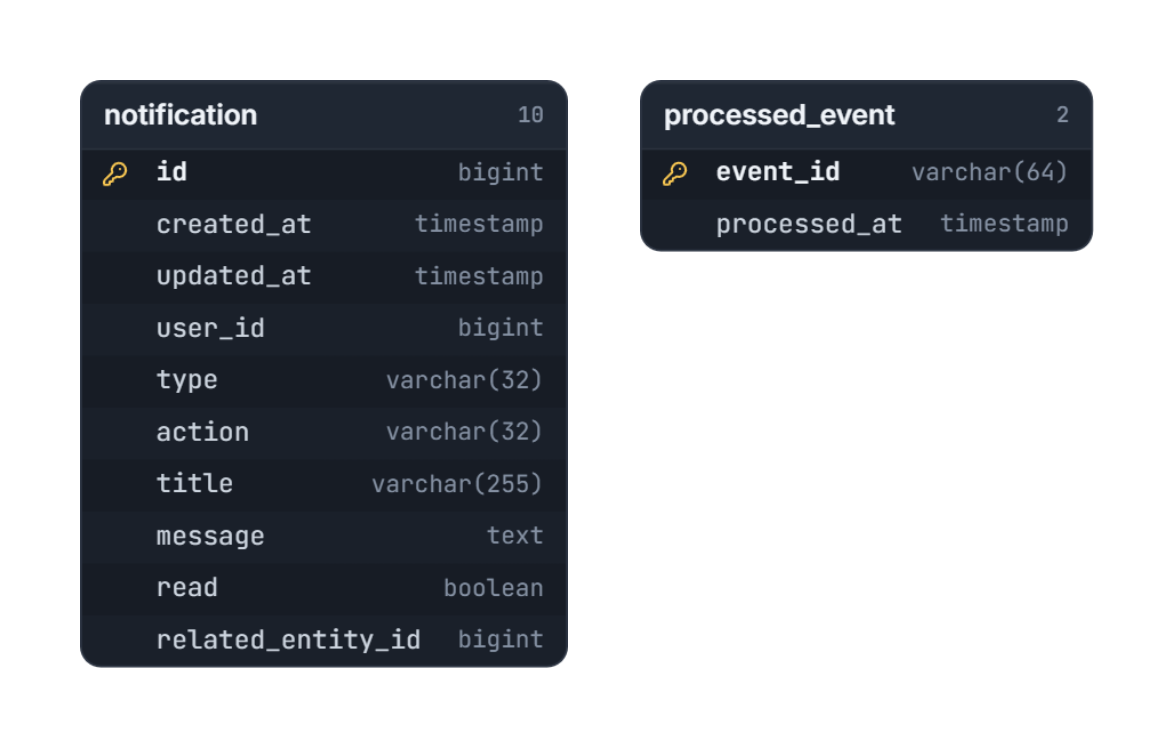 notification 10
id bigint
created_at timestamp
updated_at timestamp
user_id bigint
type varchar(32)
action varchar(32)
title varchar(255)
message text
read boolean
related_entity_id bigint
processed_event 2
event_id varchar(64)
processed_at timestamp